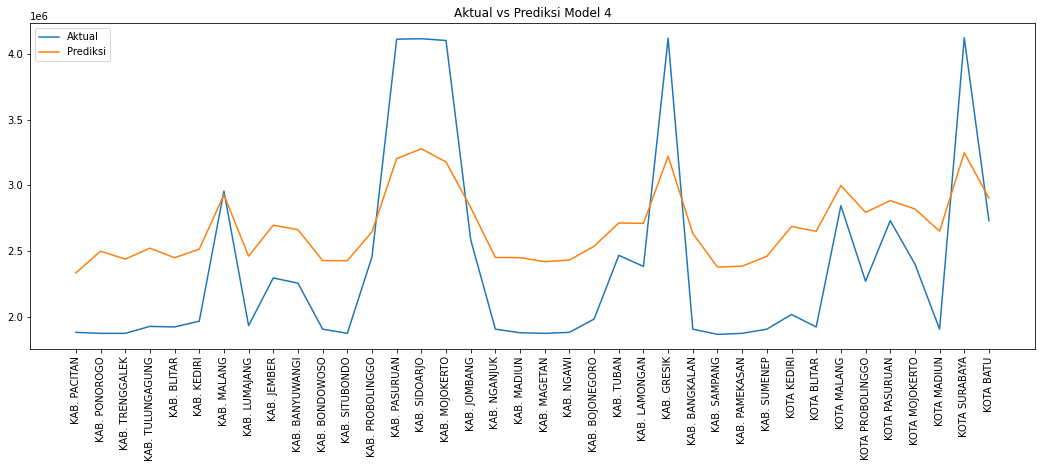 Aktual vs Prediksi Model 4
1e6
Aktual
Prediksi
4.0
3.5
3.0
2.5
2.0
KAB. PACITAN
KAB. PONOROGO
KAB. TRENGGALEK
KAB. TULUNGAGUNG
KAB. BLITAR
KAB. KEDIRI
KAB. MALANG
KAB. LUMAJANG
KAB. JEMBER
KAB. BANYUWANGI
KAB. BONDOWOSO
KAB. SITUBONDO
KAB. PROBOLINGGO
KAB. PASURUAN
KAB. SIDOARJO
KAB. MOJOKERTO
KAB. JOMBANG
KAB. NGANJUK
KAB. MADIUN
KAB. MAGETAN
KAB. NGAWI
KAB. BOJONEGORO
KAB. TUBAN
KAB. LAMONGAN
KAB. GRESIK
KAB. BANGKALAN
KAB. SAMPANG
KAB. PAMEKASAN
KAB. SUMENEP
KOTA KEDIRI
KOTA BLITAR
KOTA MALANG
KOTA PROBOLINGGO
KOTA PASURUAN
KOTA MOJOKERTO
KOTA MADIUN
KOTA SURABAYA
KOTA BATU